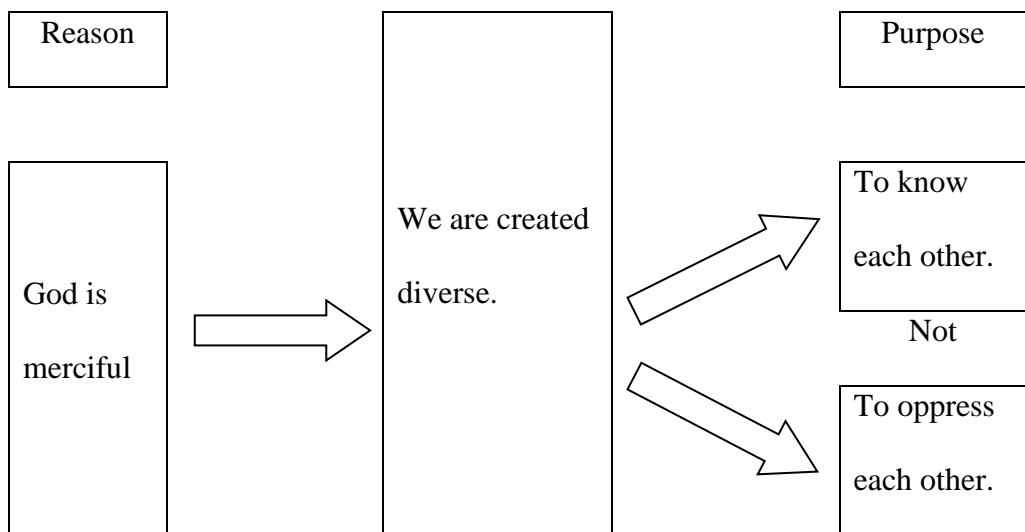 Reason
Purpose
God is
merciful
We are created
diverse.
To know
each other.
Not
To oppress
each other.